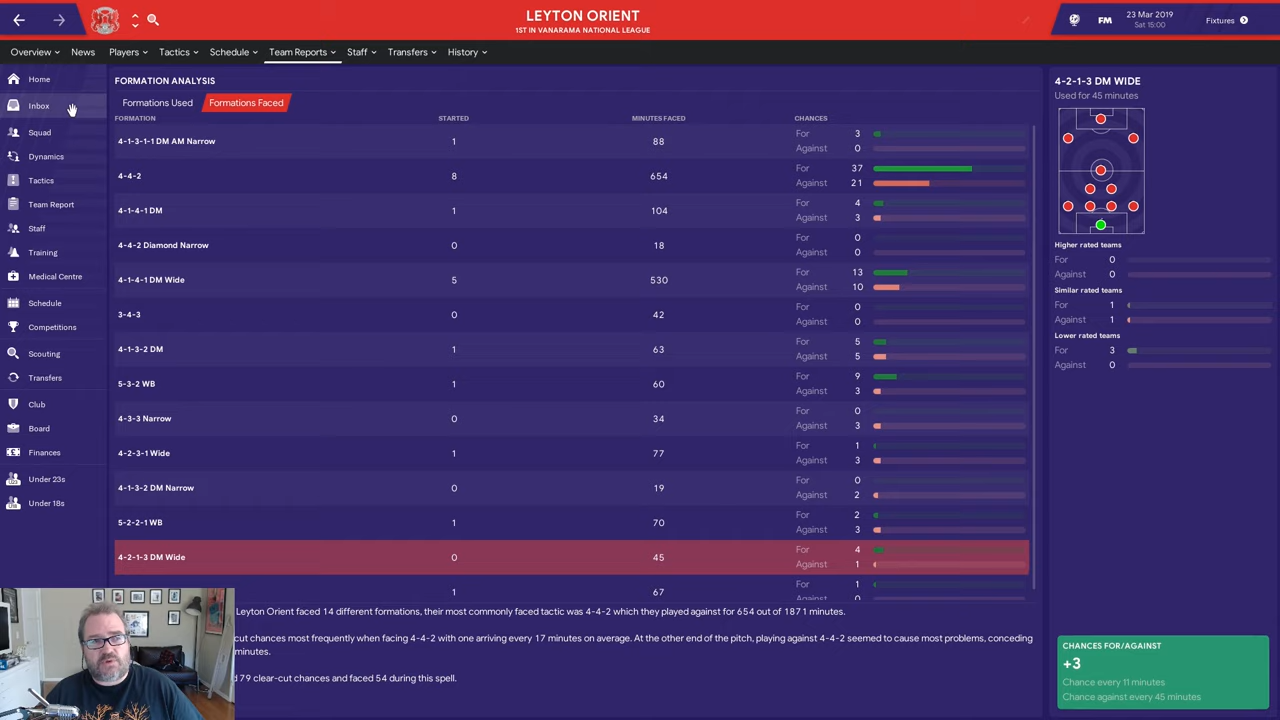 LEYTON ORIENT
1ST IN VANARAMA NATIONAL LEAGUE
FM
23 Mar 2019
Sat 15:00
Fixtures
Overview
News
Players
Tactics
Schedule
Team Reports
Staff
Transfers
History
Home
Inbox
Squad
Dynamics
Tactics
Team Report
Staff
Training
Medical Centre
Schedule
Competitions
Scouting
Transfers
Club
Board
Finances
Under 23s
Under 18s
FORMATION ANALYSIS
Formations Used
Formations Faced
FORMATION STARTED MINUTES FACED CHANCES
4-1-3-1-1 DM AM Narrow 1 88 For 3
Against 0
4-4-2 8 654 For 37
Against 21
4-1-4-1 DM 1 104 For 4
Against 3
4-4-2 Diamond Narrow 0 18 For 0
Against 0
4-1-4-1 DM Wide 5 530 For 13
Against 10
3-4-3 0 42 For 0
Against 0
4-1-3-2 DM 1 63 For 5
Against 5
5-3-2 WB 1 60 For 9
Against 3
4-3-3 Narrow 0 34 For 0
Against 3
4-2-3-1 Wide 1 77 For 1
Against 3
4-1-3-2 DM Narrow 0 19 For 0
Against 2
5-2-2-1 WB 1 70 For 2
Against 3
4-2-1-3 DM Wide 0 45 For 4
Against 1
1 67 For 1
Against 0
Leyton Orient faced 14 different formations, their most commonly faced tactic was 4-4-2 which they played against for 654 out of 1871 minutes.
cut chances most frequently when facing 4-4-2 with one arriving every 17 minutes on average. At the other end of the pitch, playing against 4-4-2 seemed to cause most problems, conceding
minutes.
79 clear-cut chances and faced 54 during this spell.
4-2-1-3 DM WIDE
Used for 45 minutes
Higher rated teams
For 0
Against 0
Similar rated teams
For 1
Against 1
Lower rated teams
For 3
Against 0
CHANCES FOR/AGAINST
+3
Chance every 11 minutes
Chance against every 45 minutes